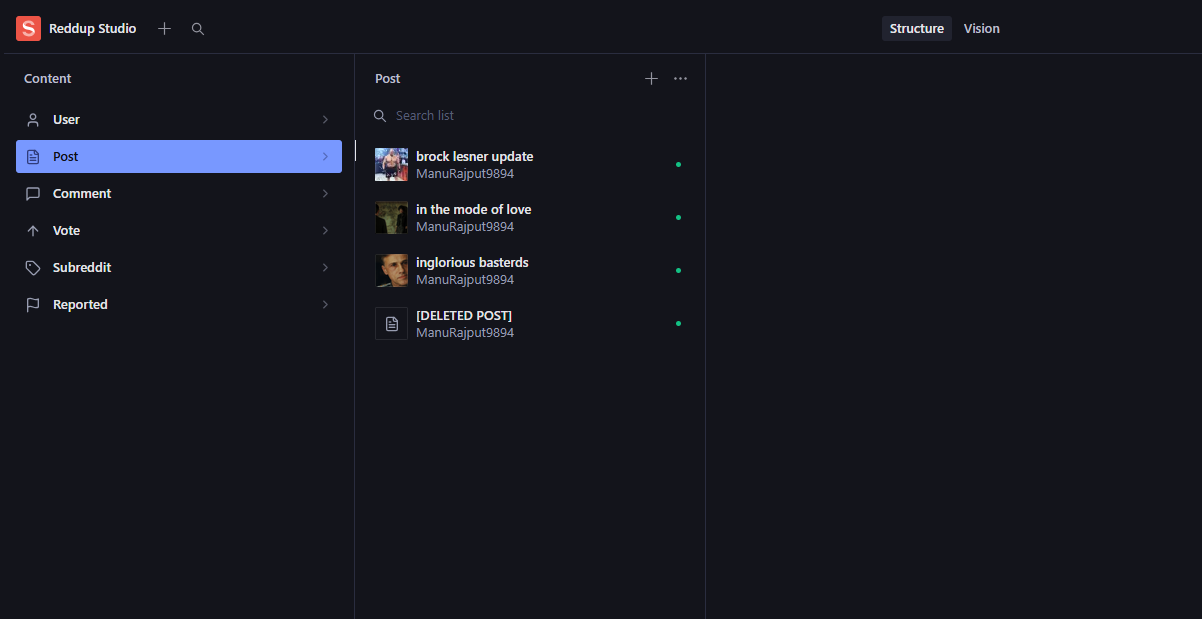 S Reddup Studio
Structure
Vision
Content
User
Post
Comment
Vote
Subreddit
Reported
Post
Search list
brock lesner update
ManuRajput9894
in the mode of love
ManuRajput9894
inglorious basterds
ManuRajput9894
[DELETED POST]
ManuRajput9894